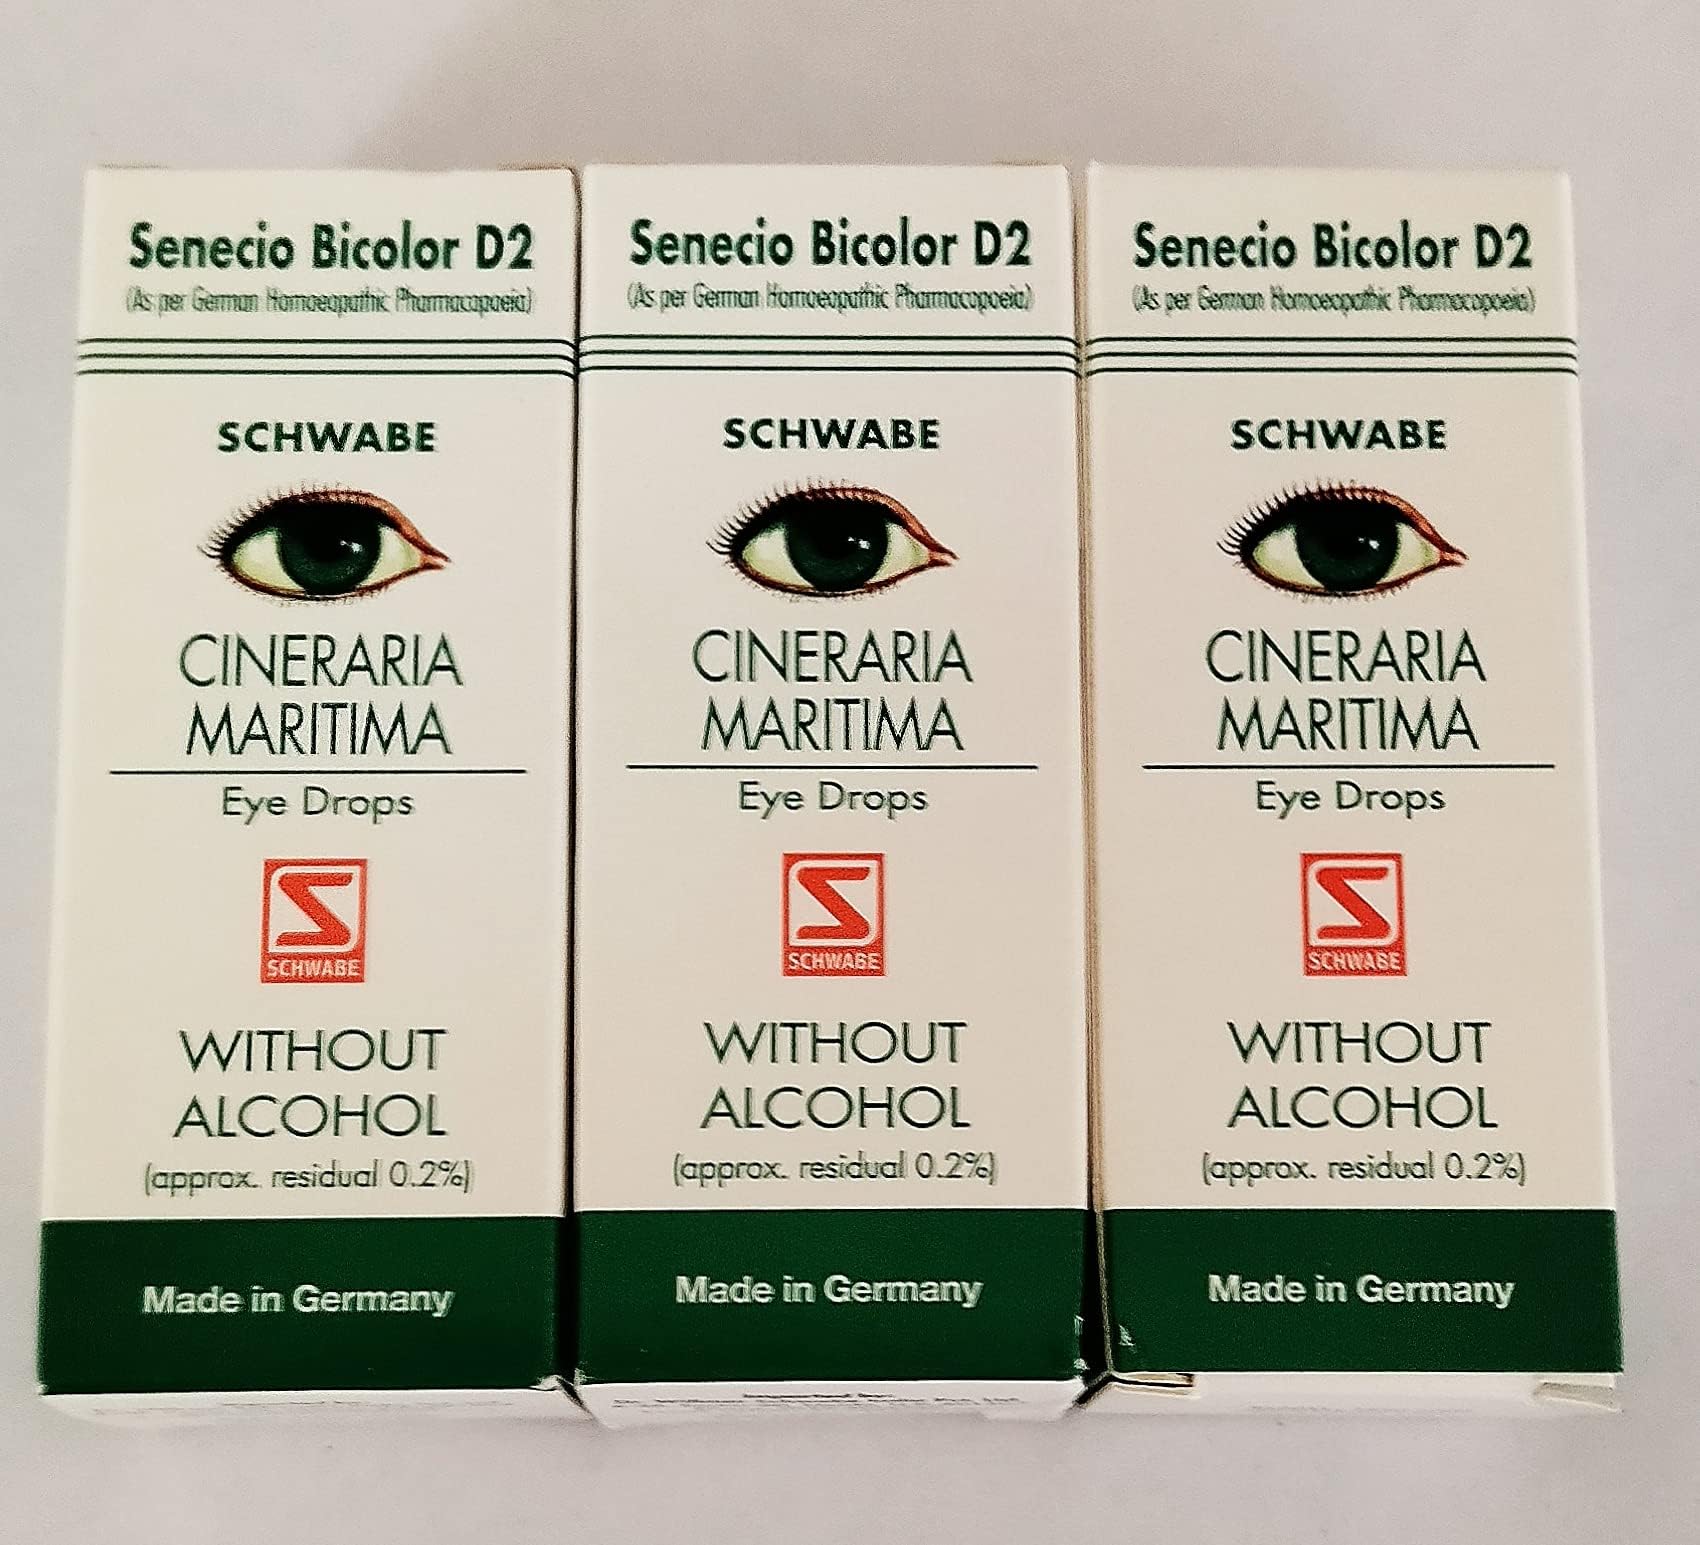 Senecio Bicolor D2
(As per German Homoeopathic Pharmacopoeia)
SCHWABE
CINERARIA
MARITIMA
Eye Drops
SCHWABE
WITHOUT
ALCOHOL
(approx. residual 0.2%)
Made in Germany
Senecio Bicolor D2
(As per German Homoeopathic Pharmacopoeia)
SCHWABE
CINERARIA
MARITIMA
Eye Drops
SCHWABE
WITHOUT
ALCOHOL
(approx. residual 0.2%)
Made in Germany
Senecio Bicolor D2
(As per German Homoeopathic Pharmacopoeia)
SCHWABE
CINERARIA
MARITIMA
Eye Drops
SCHWABE
WITHOUT
ALCOHOL
(approx. residual 0.2%)
Made in Germany